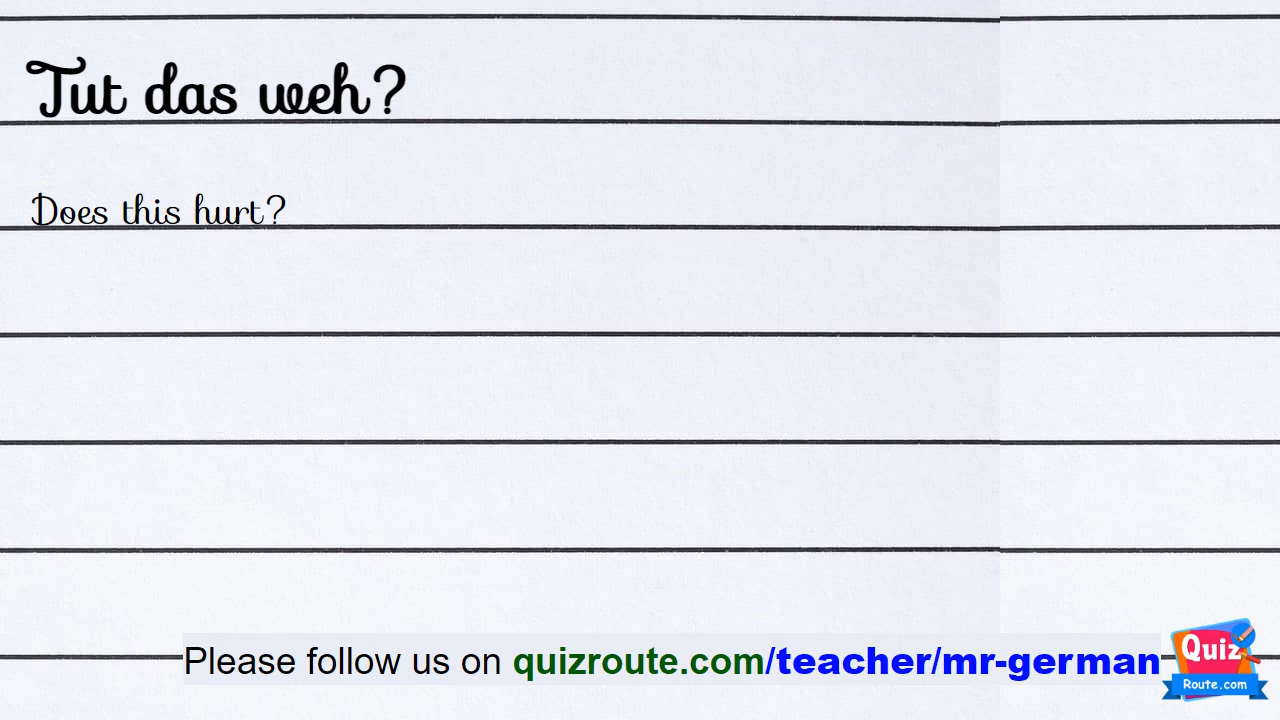 Tut das weh?
Does this hurt?
Please follow us on quizroute.com/teacher/mr-german
Quiz
Route.com